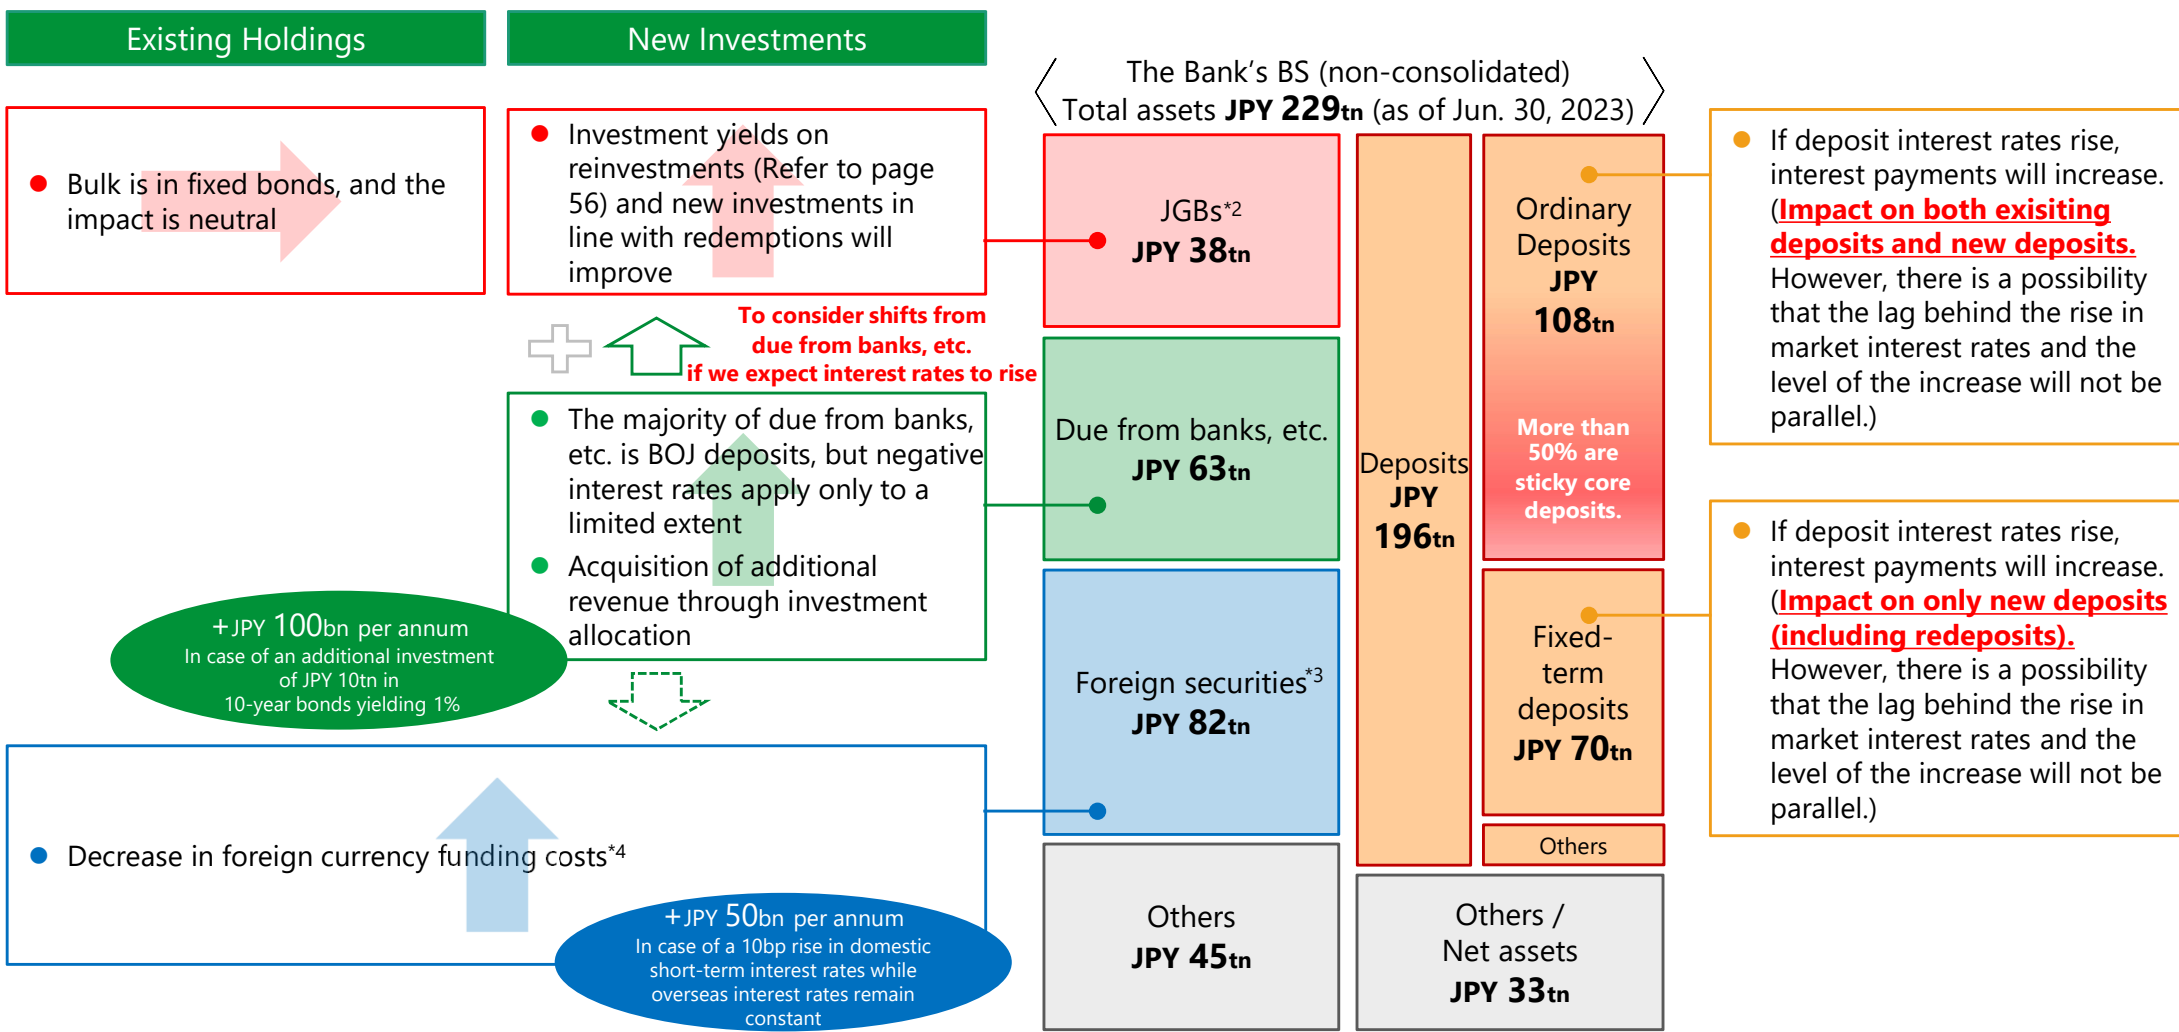 Existing Holdings
New Investments
The Bank's BS (non-consolidated)
Total assets JPY 229tn (as of Jun. 30, 2023)
● Bulk is in fixed bonds, and the
impact is neutral
● Investment yields on
reinvestments (Refer to page
56) and new investments in
line with redemptions will
improve
To consider shifts from
due from banks, etc.
if we expect interest rates to rise
● The majority of due from banks,
etc. is BOJ deposits, but negative
interest rates apply only to a
limited extent
● Acquisition of additional
revenue through investment
allocation
+JPY 100bn per annum
In case of an additional investment
of JPY 10tn in
10-year bonds yielding 1%
● Decrease in foreign currency funding costs*4
+JPY 50bn per annum
In case of a 10bp rise in domestic
short-term interest rates while
overseas interest rates remain
constant
JGBs*2
JPY 38tn
Due from banks, etc.
JPY 63tn
Foreign securities*3
JPY 82tn
Others
JPY 45tn
Deposits
JPY
196tn
Ordinary
Deposits
JPY
108tn
More than
50% are
sticky core
deposits.
Fixed-
term
deposits
JPY 70tn
Others
Others /
Net assets
JPY 33tn
● If deposit interest rates rise,
interest payments will increase.
(Impact on both exisiting
deposits and new deposits.
However, there is a possibility
that the lag behind the rise in
market interest rates and the
level of the increase will not be
parallel.)
● If deposit interest rates rise,
interest payments will increase.
(Impact on only new deposits
(including redeposits).
However, there is a possibility
that the lag behind the rise in
market interest rates and the
level of the increase will not be
parallel.)